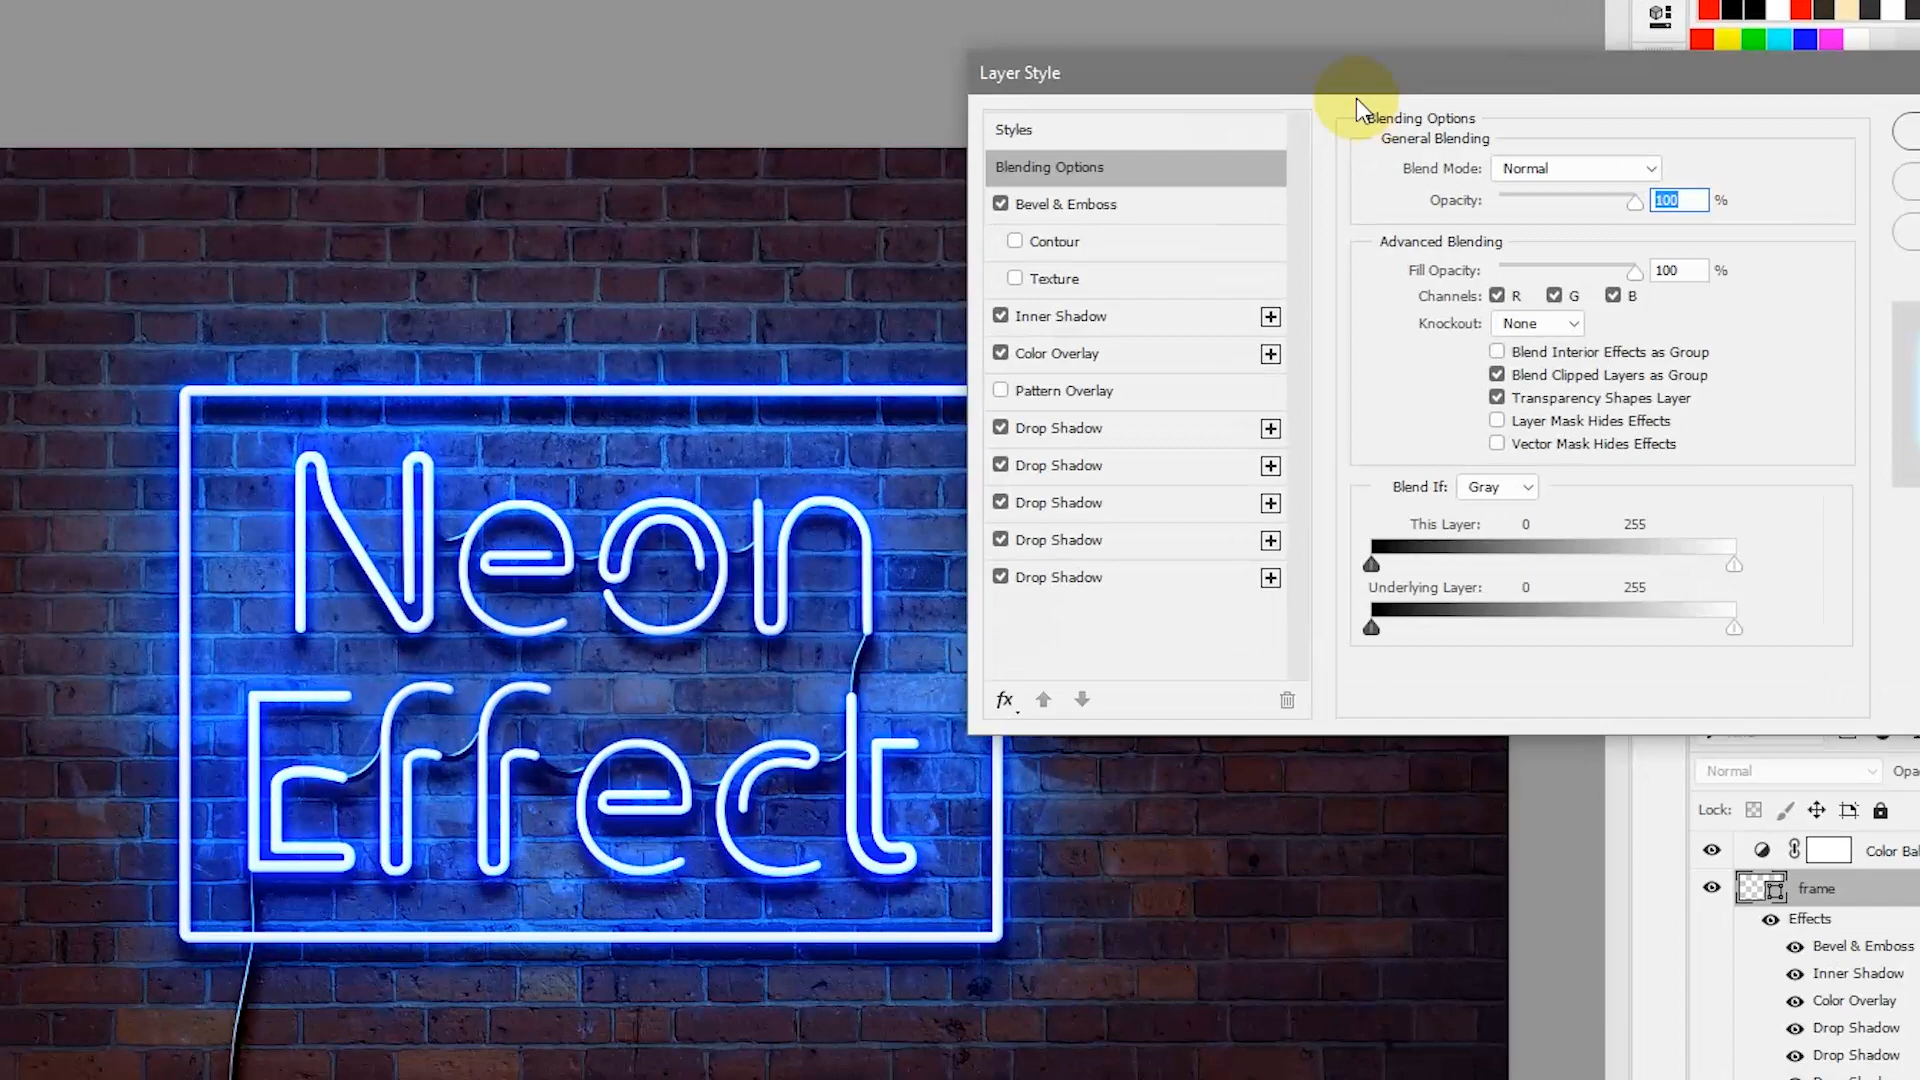 Layer Style
Styles
Blending Options
Bevel & Emboss
Contour
Texture
Inner Shadow
Color Overlay
Pattern Overlay
Drop Shadow
Drop Shadow
Drop Shadow
Drop Shadow
Drop Shadow
fx
Blending Options
General Blending
Blend Mode: Normal
Opacity: 100 %
Advanced Blending
Fill Opacity: 100 %
Channels: R G B
Knockout: None
Blend Interior Effects as Group
Blend Clipped Layers as Group
Transparency Shapes Layer
Layer Mask Hides Effects
Vector Mask Hides Effects
Blend If: Gray
This Layer: 0 255
Underlying Layer: 0 255
Neon
Effect
Normal Opac
Lock:
Color Bal
frame
Effects
Bevel & Emboss
Inner Shadow
Color Overlay
Drop Shadow
Drop Shadow